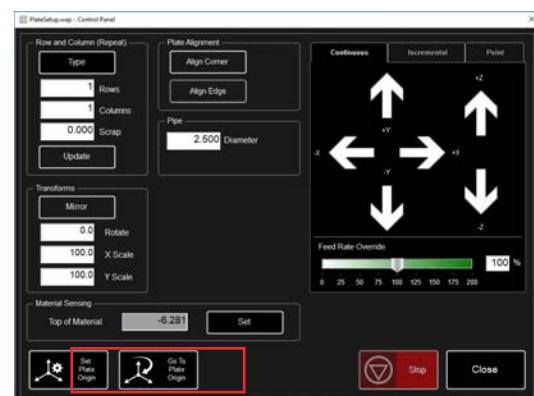 PlateSetup.wap - Control Panel
Row and Column (Repeat)
Type
1 Rows
1 Columns
0.000 Scrap
Update
Transforms
Mirror
0.0 Rotate
100.0 X Scale
100.0 Y Scale
Material Sensing
Top of Material -6.281 Set
Plate Alignment
Align Corner
Align Edge
Pipe
2.500 Diameter
Continuous Incremental Point
+Y
-X
+X
-Y
+Z
-Z
Feed Rate Override
100 %
0 25 50 75 100 125 150 175 200
Set
Plate
Origin
Go To
Plate
Origin
Stop
Close